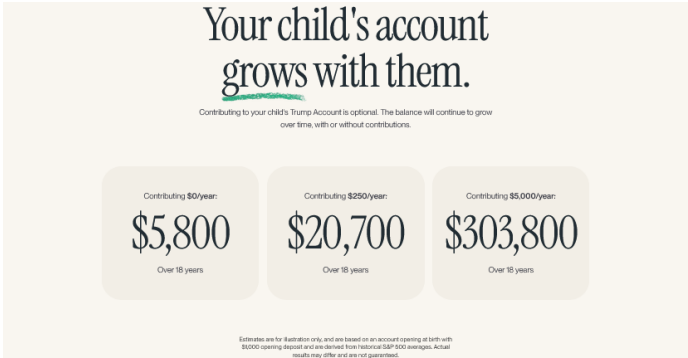 Your child's account
grows with them.
Contributing to your child's Trump Account is optional. The balance will continue to grow
over time, with or without contributions.
Contributing $0/year:
$5,800
Over 18 years
Contributing $250/year:
$20,700
Over 18 years
Contributing $5,000/year:
$303,800
Over 18 years
Estimates are for illustration only, and are based on an account opening at birth with
$1,000 opening deposit and are derived from historical S&P 500 averages. Actual
results may differ and are not guaranteed.